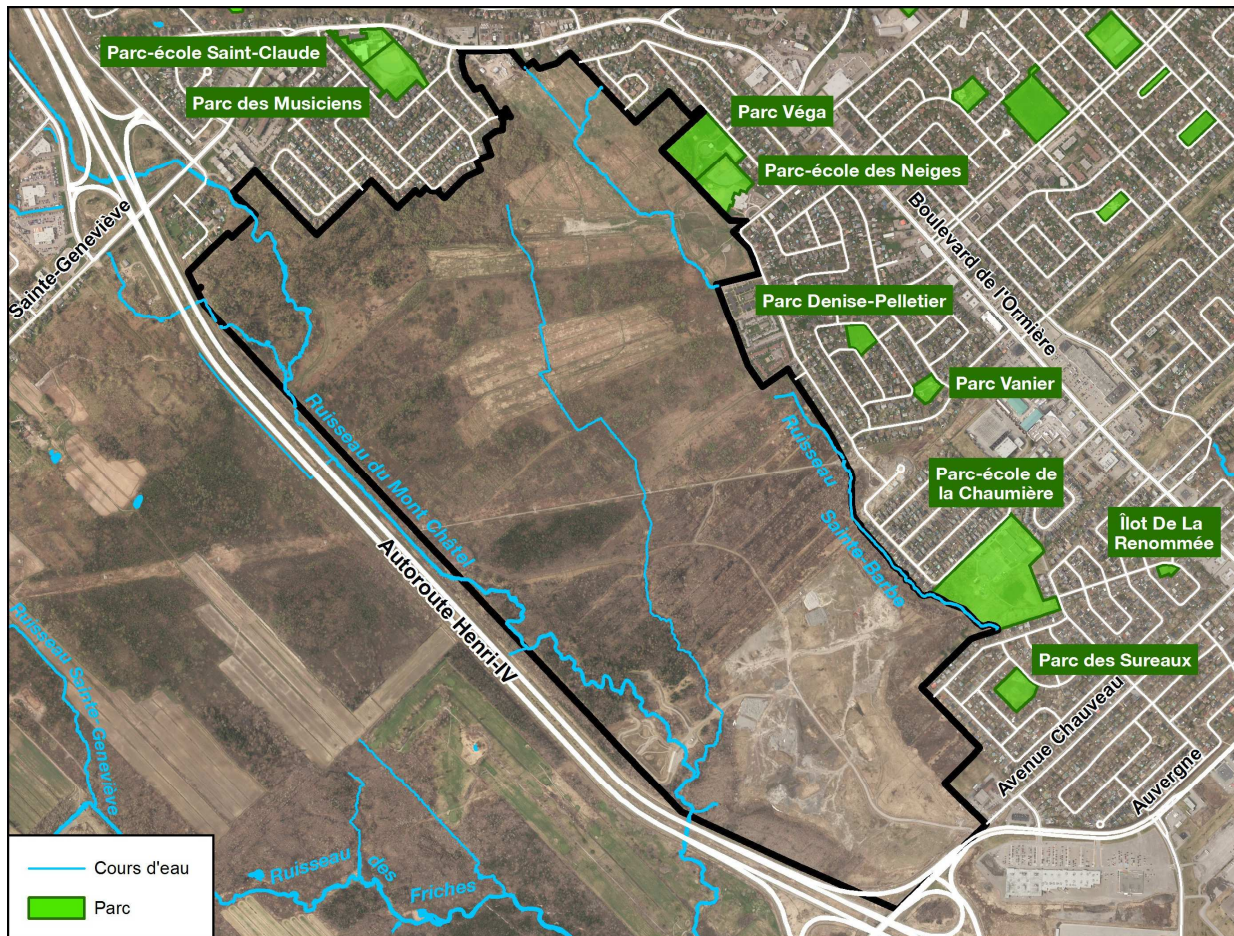 Parc-école Saint-Claude
Parc des Musiciens
Parc Véga
Parc-école des Neiges
Sainte-Geneviève
Boulevard de l'Ormière
Parc Denise-Pelletier
Parc Vanier
Ruisseau du Mont Châtel
Ruisseau Sainte-Barbe
Parc-école de
la Chaumière
Îlot De La
Renommée
Autoroute Henri-IV
Parc des Sureaux
Ruisseau Sainte-Geneviève
Avenue Chauveau
Auvergne
Ruisseau des Friches
Cours d'eau
Parc